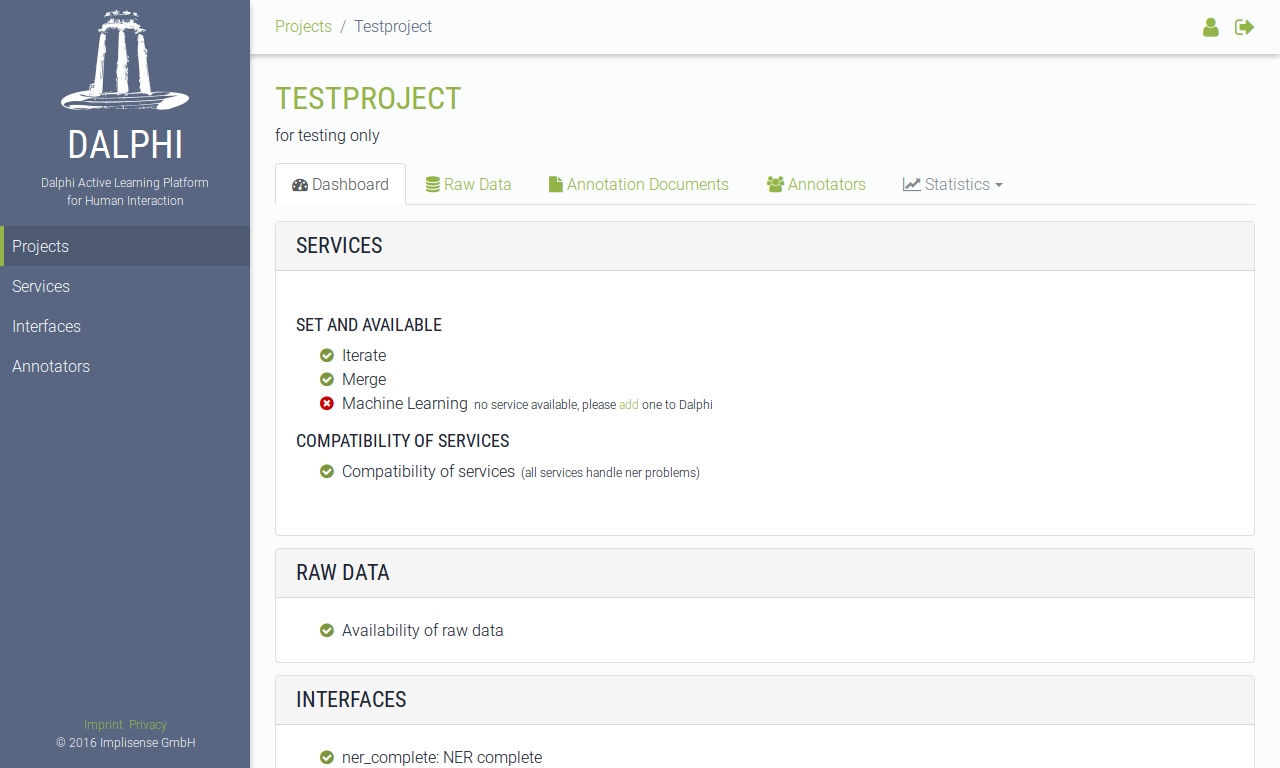 DALPHI
Dalphi Active Learning Platform
for Human Interaction
Projects
Services
Interfaces
Annotators
Imprint Privacy
© 2016 Implisense GmbH
Projects / Testproject
TESTPROJECT
for testing only
Dashboard Raw Data Annotation Documents Annotators Statistics
SERVICES
SET AND AVAILABLE
Iterate
Merge
Machine Learning no service available, please add one to Dalphi
COMPATIBILITY OF SERVICES
Compatibility of services (all services handle ner problems)
RAW DATA
Availability of raw data
INTERFACES
ner_complete: NER complete